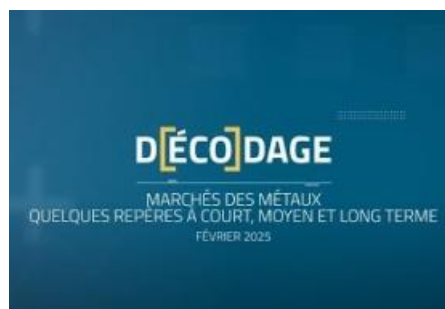 D[ÉCO]DAGE
MARCHÉS DES MÉTAUX
QUELQUES REPÈRES À COURT, MOYEN ET LONG TERME
FÉVRIER 2025